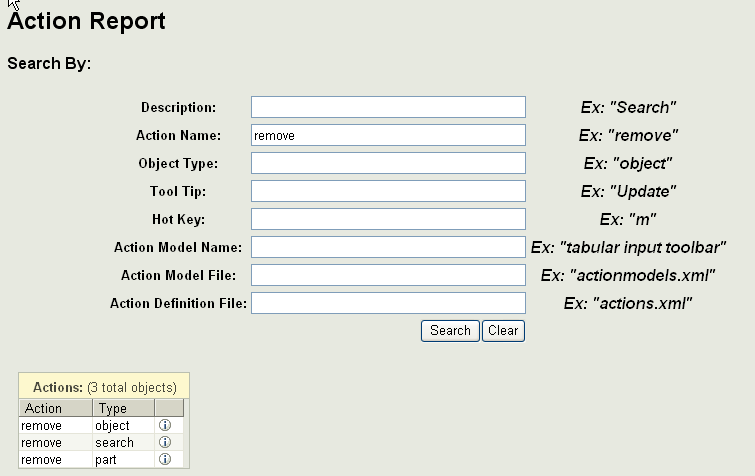 Action Report
Search By:
Description: Ex: "Search"
Action Name: remove Ex: "remove"
Object Type: Ex: "object"
Tool Tip: Ex: "Update"
Hot Key: Ex: "m"
Action Model Name: Ex: "tabular input toolbar"
Action Model File: Ex: "actionmodels.xml"
Action Definition File: Ex: "actions.xml"
Search Clear
Actions: (3 total objects)
Action Type
remove object
remove search
remove part